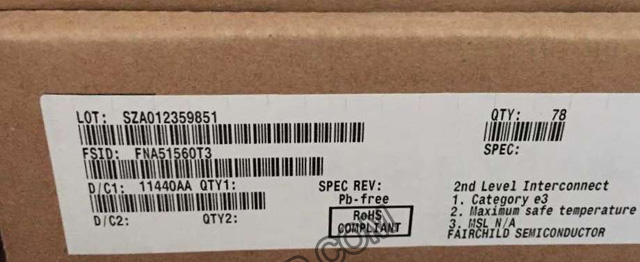 LOT: SZA012359851
QTY: 78
FSID: FNA51560T3
SPEC:
D/C1: 11440AA QTY1:
SPEC REV:
Pb-free
2nd Level Interconnect
1. Category e3
RoHS
COMPLIANT
2. Maximum safe temperature
D/C2: QTY2:
3. MSL N/A
FAIRCHILD SEMICONDUCTOR
.COM